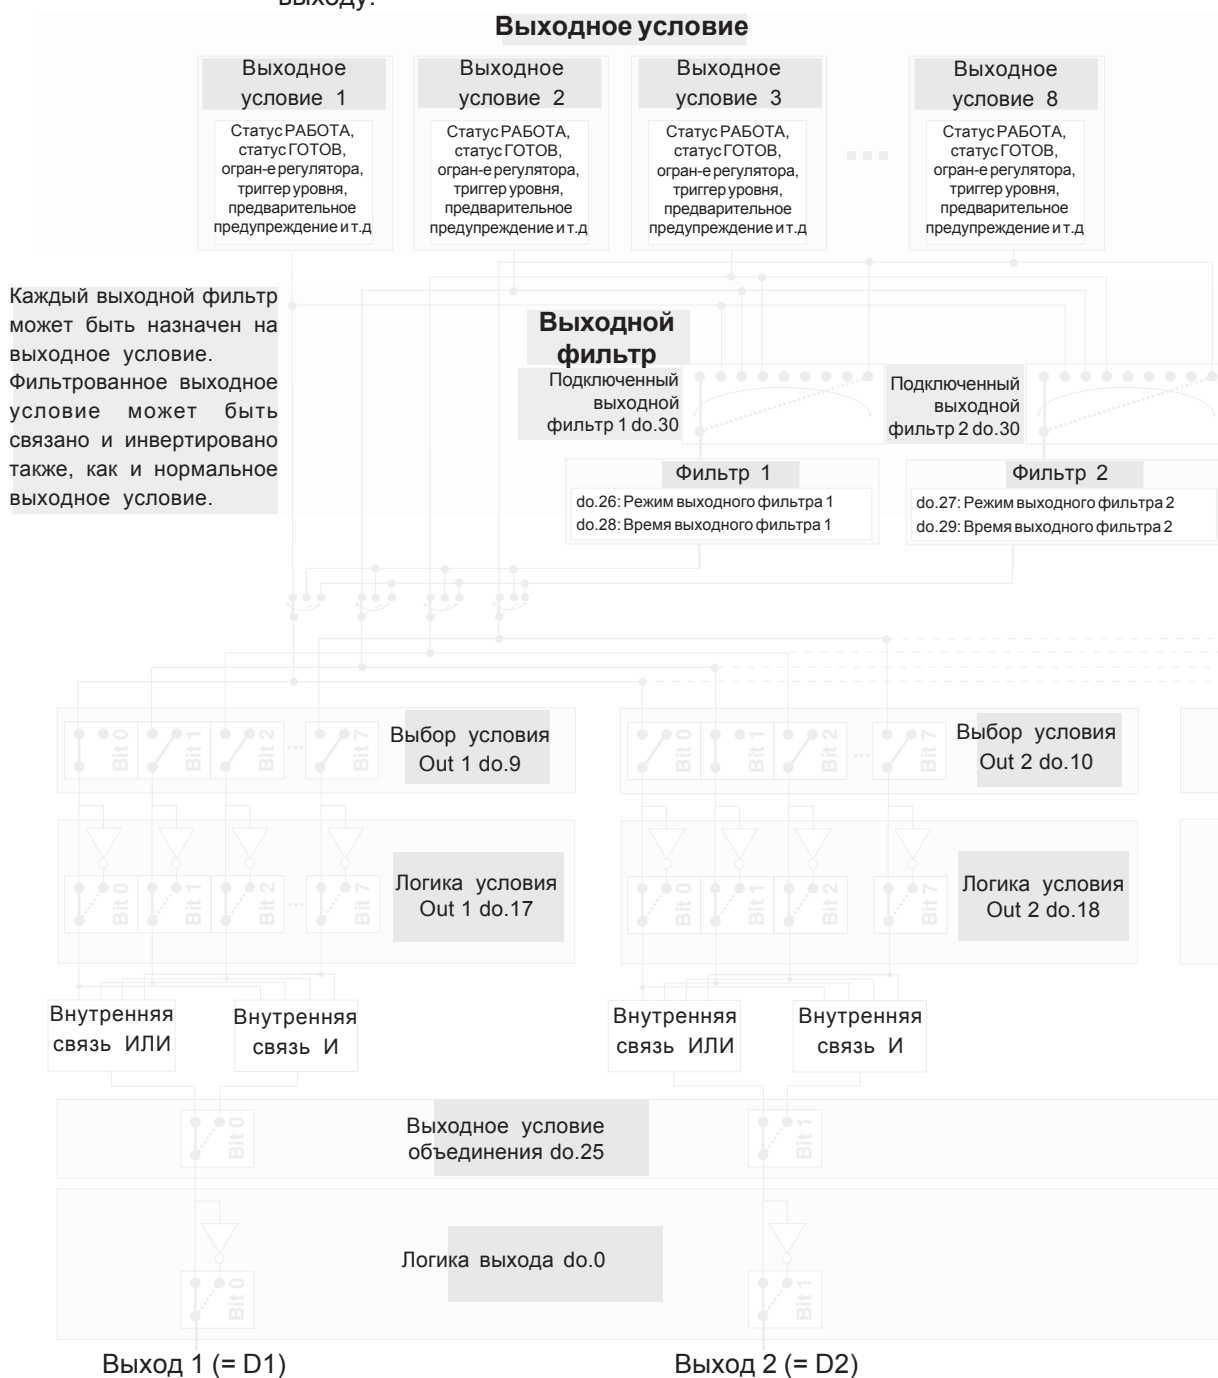 выходу.
Выходное условие
Выходное
условие 1
Статус РАБОТА,
статус ГОТОВ,
огран-е регулятора,
триггер уровня,
предварительное
предупреждение и т.д
Выходное
условие 2
Статус РАБОТА,
статус ГОТОВ,
огран-е регулятора,
триггер уровня,
предварительное
предупреждение и т.д
Выходное
условие 3
Статус РАБОТА,
статус ГОТОВ,
огран-е регулятора,
триггер уровня,
предварительное
предупреждение и т.д
Выходное
условие 8
Статус РАБОТА,
статус ГОТОВ,
огран-е регулятора,
триггер уровня,
предварительное
предупреждение и т.д
Каждый выходной фильтр
может быть назначен на
выходное условие.
Фильтрованное выходное
условие может быть
связано и инвертировано
также, как и нормальное
выходное условие.
Выходной
фильтр
Подключенный
выходной
фильтр 1 do.30
Подключенный
выходной
фильтр 2 do.30
Фильтр 1
do.26: Режим выходного фильтра 1
do.28: Время выходного фильтра 1
Фильтр 2
do.27: Режим выходного фильтра 2
do.29: Время выходного фильтра 2
Bit 0
Bit 1
Bit 2
...
Bit 7
Выбор условия
Out 1 do.9
Bit 0
Bit 1
Bit 2
...
Bit 7
Выбор условия
Out 2 do.10
Bit 0
Bit 1
Bit 2
...
Bit 7
Логика условия
Out 1 do.17
Bit 0
Bit 1
Bit 2
...
Bit 7
Логика условия
Out 2 do.18
Внутренняя
связь ИЛИ
Внутренняя
связь И
Внутренняя
связь ИЛИ
Внутренняя
связь И
Bit 0
Выходное условие
объединения do.25
Bit 1
Логика выхода do.0
Bit 0
Bit 1
Выход 1 (= D1)
Выход 2 (= D2)